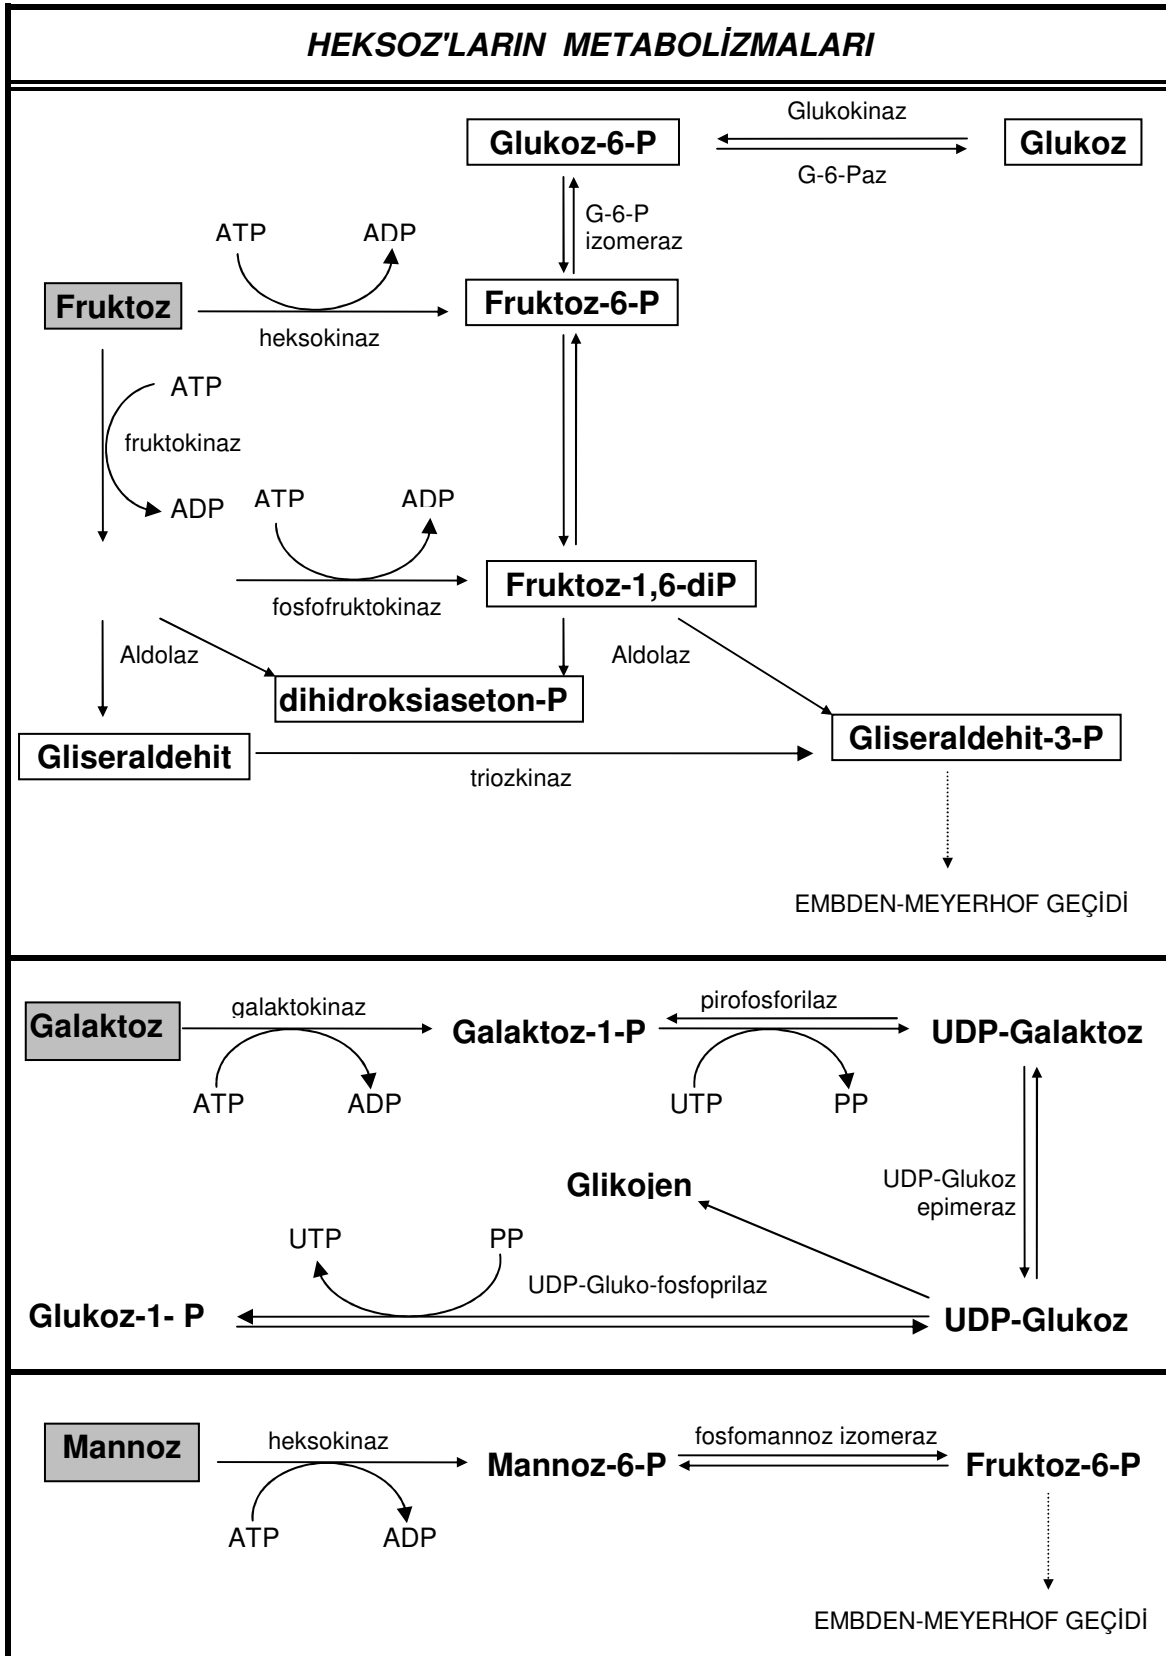 HEKSOZ'LARIN METABOLİZMALARI
Glukokinaz
Glukoz-6-P
Glukoz
G-6-Paz
G-6-P
izomeraz
ATP
ADP
Fruktoz
Fruktoz-6-P
heksokinaz
ATP
fruktokinaz
ADP
ATP
ADP
Fruktoz-1,6-diP
fosfofruktokinaz
Aldolaz
Aldolaz
dihidroksiaseton-P
Gliseraldehit
Gliseraldehit-3-P
triozkinaz
EMBDEN-MEYERHOF GEÇİDİ
galaktokinaz
pirofosforilaz
Galaktoz
Galaktoz-1-P
UDP-Galaktoz
ATP
ADP
UTP
PP
Glikojen
UDP-Glukoz
epimeraz
UTP
PP
UDP-Gluko-fosfoprilaz
Glukoz-1- P
UDP-Glukoz
Mannoz
heksokinaz
Mannoz-6-P
fosfomannoz izomeraz
Fruktoz-6-P
ATP
ADP
EMBDEN-MEYERHOF GEÇİDİ